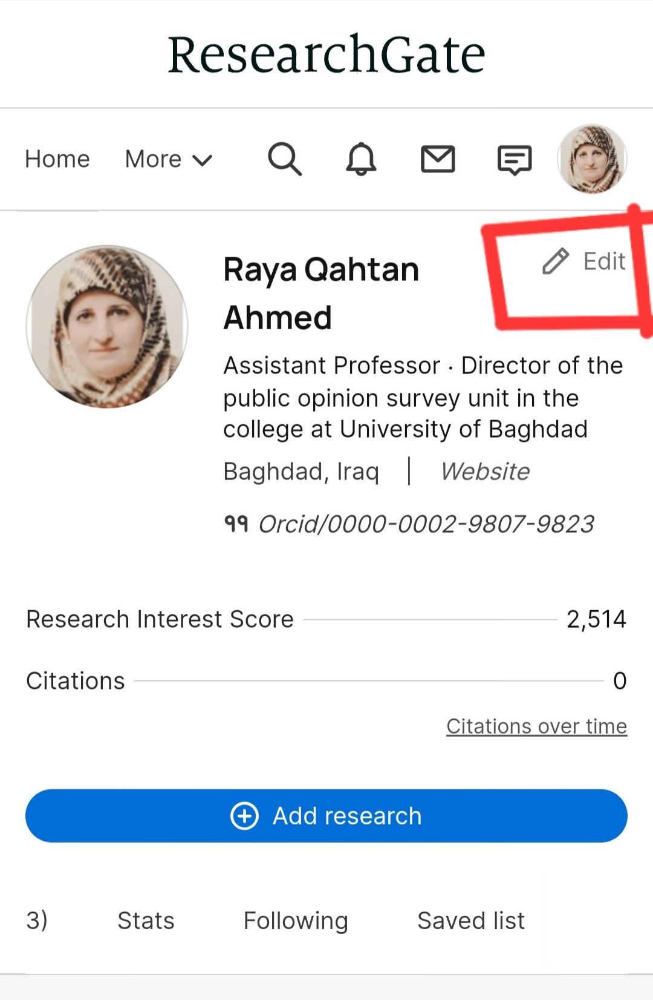 ResearchGate
Home More
Edit
Raya Qahtan
Ahmed
Assistant Professor · Director of the
public opinion survey unit in the
college at University of Baghdad
Baghdad, Iraq | Website
Orcid/0000-0002-9807-9823
Research Interest Score 2,514
Citations 0
Citations over time
Add research
3) Stats Following Saved list